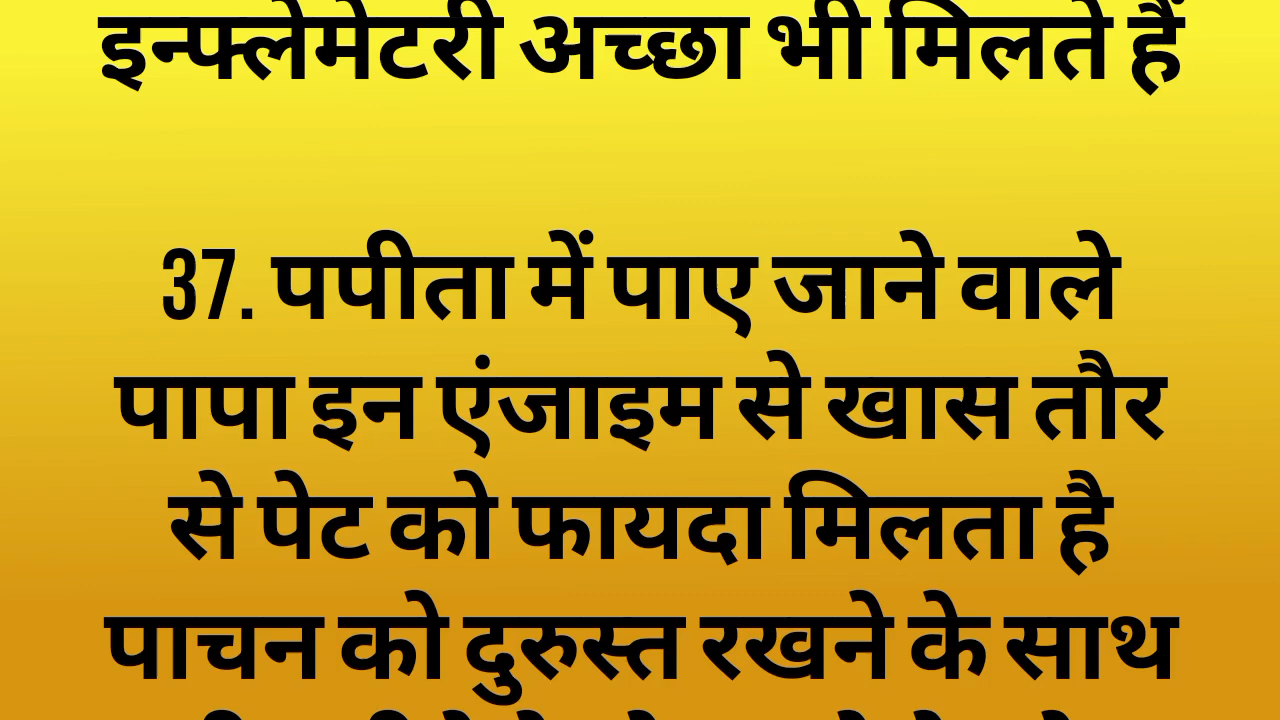 इन्फ्लेमेटरी अच्छा भी मिलते हैं
37. पपीता में पाए जाने वाले
पापा इन एंजाइम से खास तौर
से पेट को फायदा मिलता है
पाचन को दुरुस्त रखने के साथ